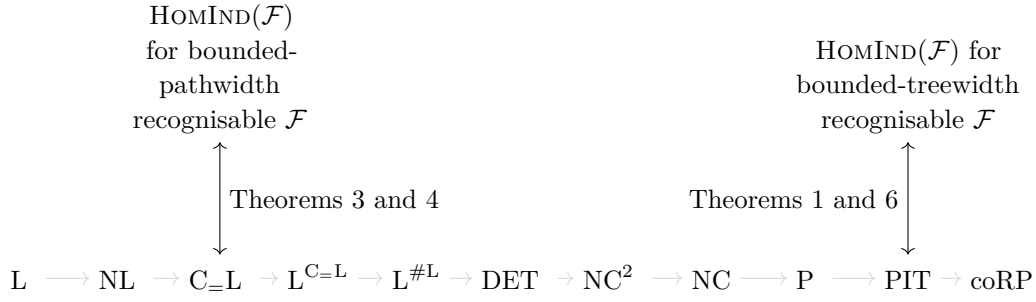 HOMIND(𝓕)
for bounded-
pathwidth
recognisable 𝓕
HOMIND(𝓕) for
bounded-treewidth
recognisable 𝓕
Theorems 3 and 4
Theorems 1 and 6
L → NL → C₌L → L^{C₌L} → L^{#L} → DET → NC² → NC → P → PIT → coRP